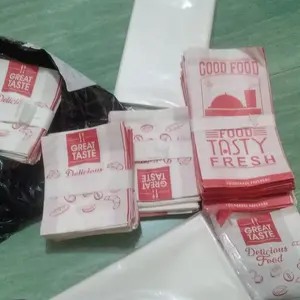 GREAT
TASTE
Delicious
GOOD FOOD
FOOD
TASTY
FRESH
GREAT
TASTE
Delicious
GREAT
TASTE
GREAT
TASTE
Delicious
Food